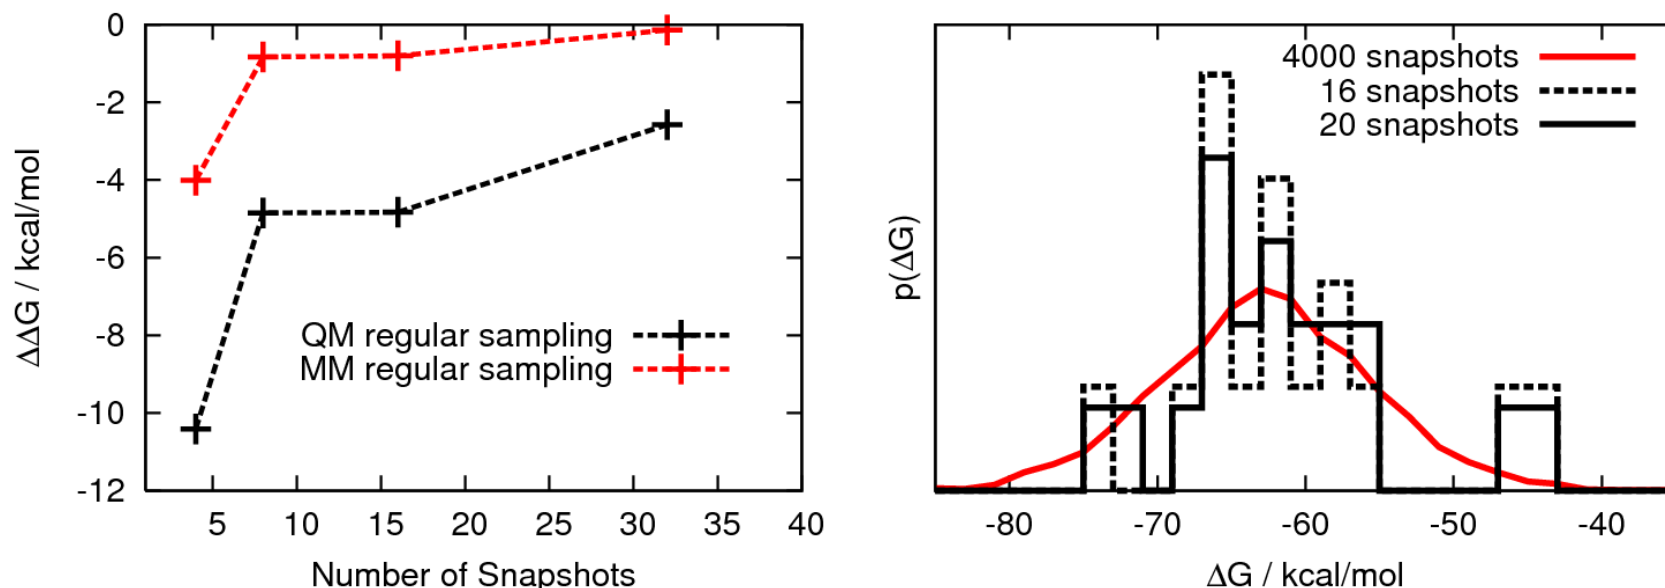 0
-2
-4
-6
-8
-10
-12
ΔΔG / kcal/mol
QM regular sampling
MM regular sampling
5 10 15 20 25 30 35 40
Number of Snapshots
4000 snapshots
16 snapshots
20 snapshots
p(ΔG)
-80 -70 -60 -50 -40
ΔG / kcal/mol